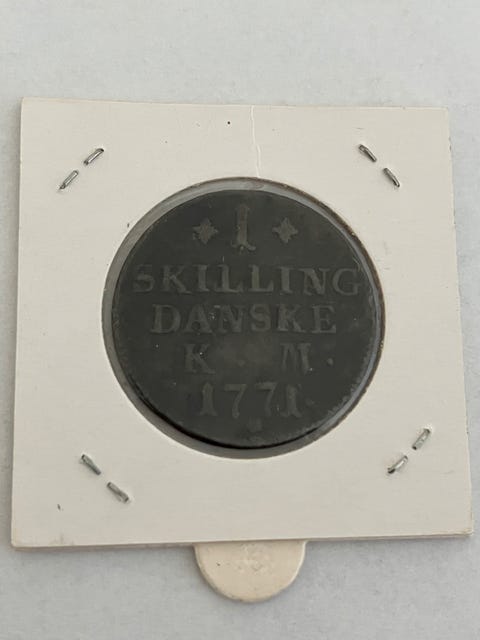 1
SKILLING
DANSKE
K · M ·
1771